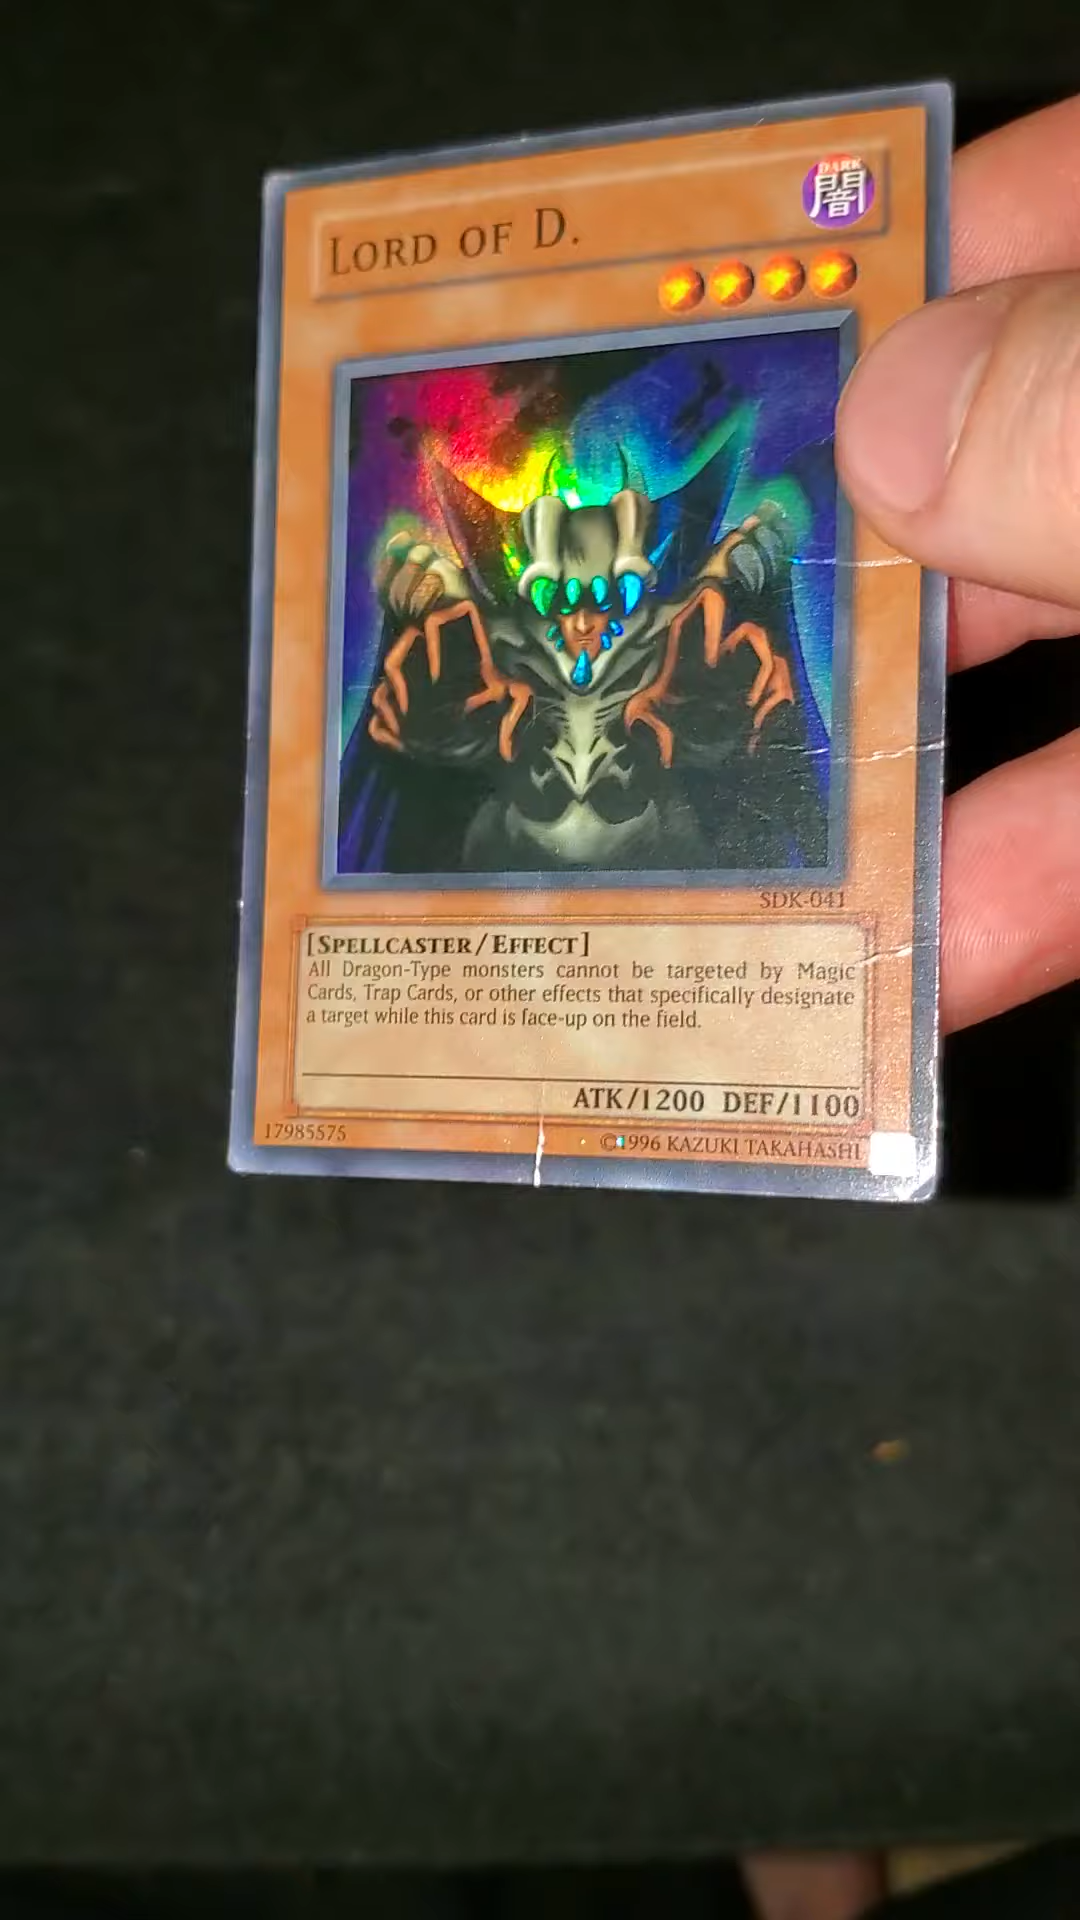 LORD OF D.
DARK
闇
SDK-041
[SPELLCASTER/EFFECT]
All Dragon-Type monsters cannot be targeted by Magic
Cards, Trap Cards, or other effects that specifically designate
a target while this card is face-up on the field.
ATK/1200 DEF/1100
17985575
©1996 KAZUKI TAKAHASHI